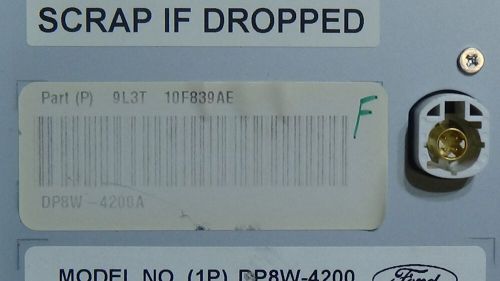 SCRAP IF DROPPED
Part (P) 9L3T 10F839AE
F
DP8W-4200A
MODEL NO. (1P) DP8W-4200
Ford